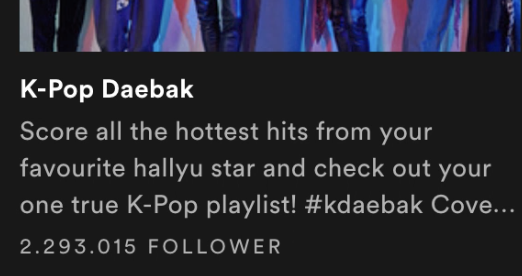 K-Pop Daebak
Score all the hottest hits from your
favourite hallyu star and check out your
one true K-Pop playlist! #kdaebak Cove...
2.293.015 FOLLOWER